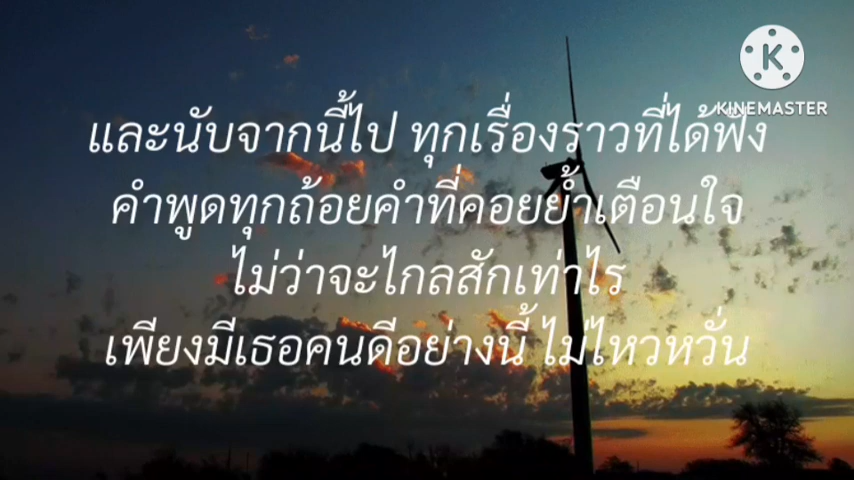 KINEMASTER
และนับจากนี้ไป ทุกเรื่องราวที่ได้ฟัง
คำพูดทุกถ้อยคำที่คอยย้ำเตือนใจ
ไม่ว่าจะไกลสักเท่าไร
เพียงมีเธอคนดีอย่างนี้ ไม่ไหวหวั่น